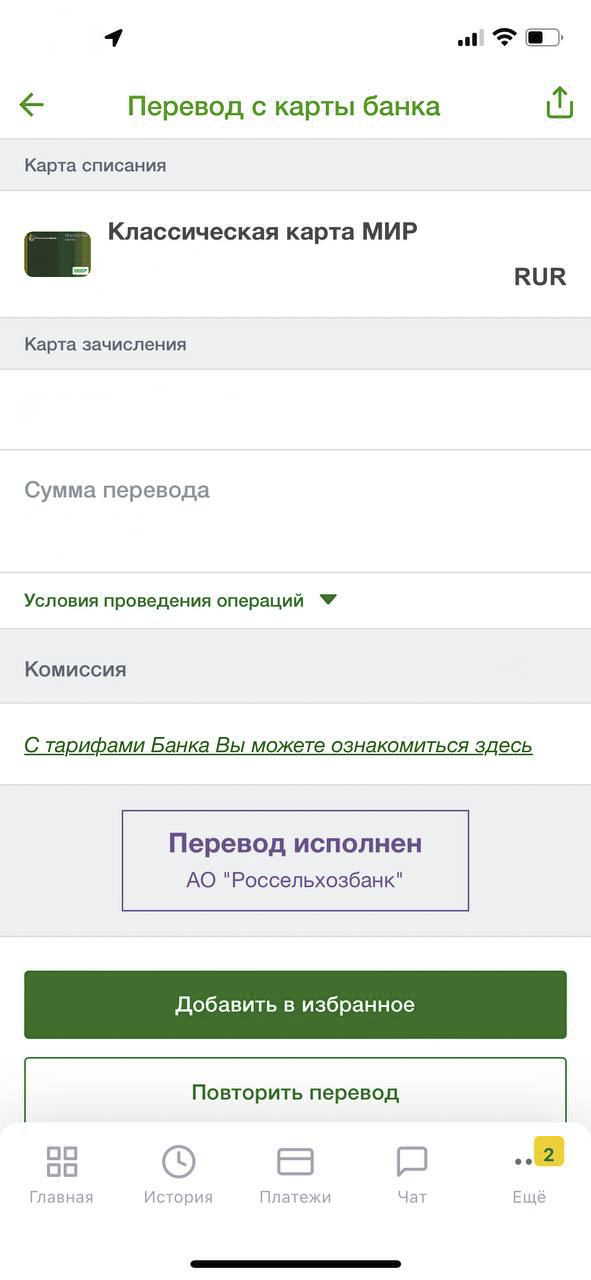 Перевод с карты банка
Карта списания
Классическая карта МИР
МИР
RUR
Карта зачисления
Сумма перевода
Условия проведения операций
Комиссия
С тарифами Банка Вы можете ознакомиться здесь
Перевод исполнен
АО "Россельхозбанк"
Добавить в избранное
Повторить перевод
2
Главная
История
Платежи
Чат
Ещё